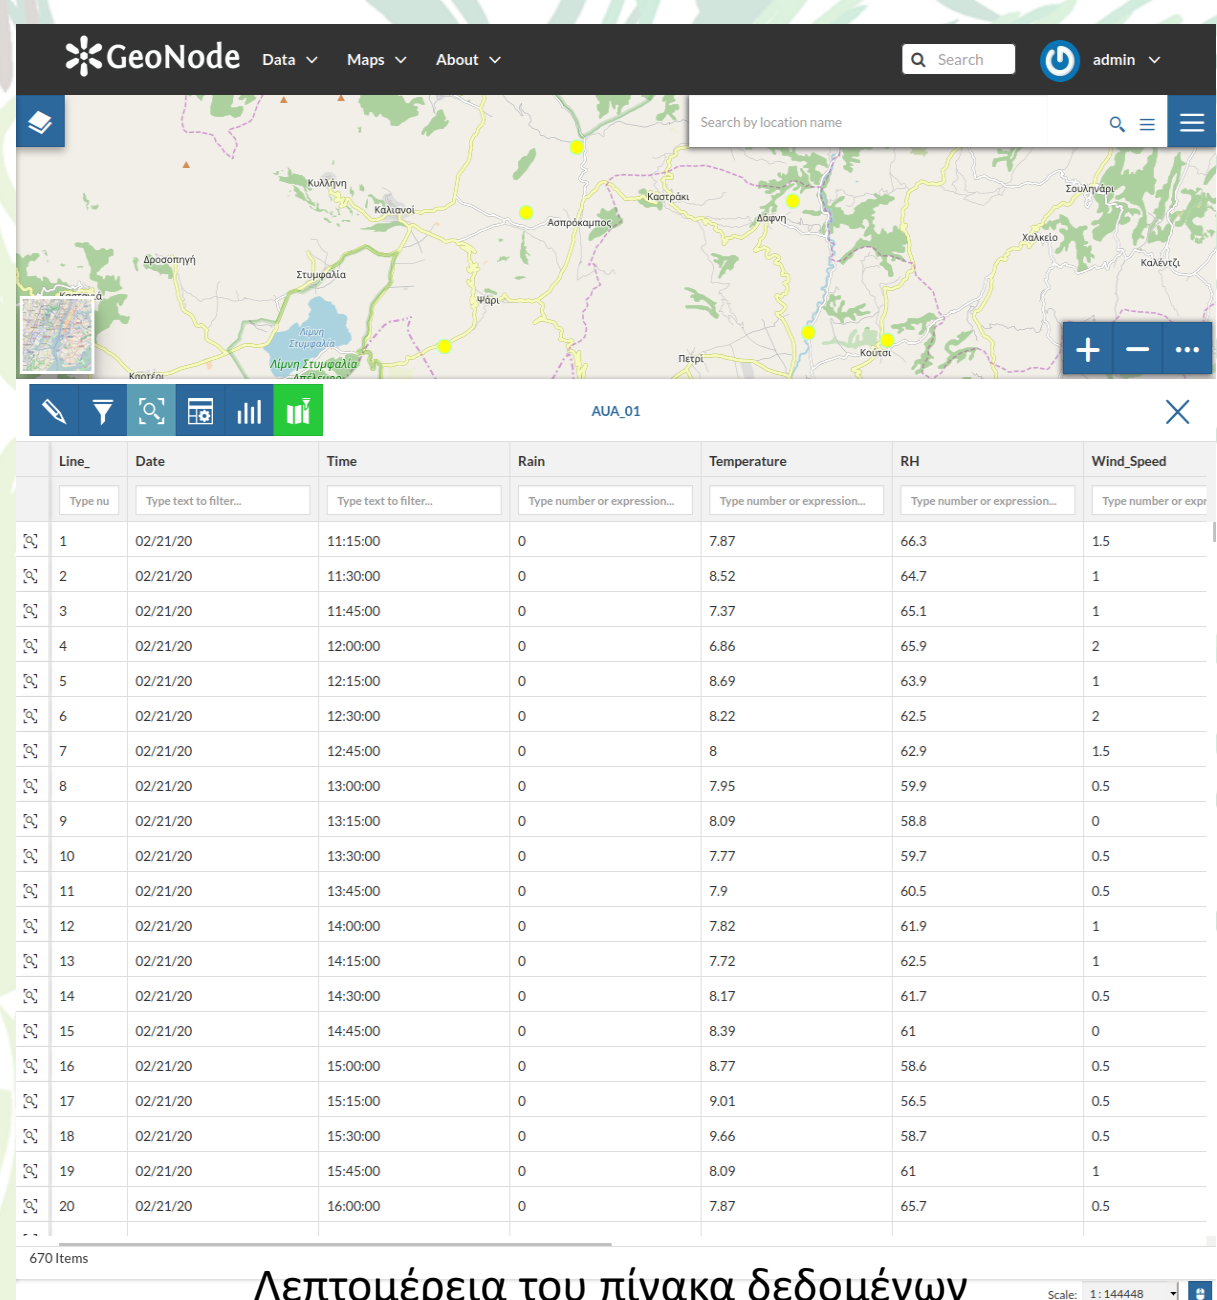 GeoNode Data Maps About Search admin
Search by location name
Κυλλήνη
Καλιανοί
Ασπρόκαμπος
Καστράκι
Δάφνη
Σουληνάρι
Χαλκείο
Καλέντζι
Δροσοπηγή
Στυμφαλία
Ψάρι
Λίμνη
Στυμφαλία
Λίμνη Στυμφαλία
Πετρί
Κούτσι
AUA_01
Line_ Date Time Rain Temperature RH Wind_Speed
Type nu Type text to filter... Type text to filter... Type number or expression... Type number or expression... Type number or expression... Type number or expr
1 02/21/20 11:15:00 0 7.87 66.3 1.5
2 02/21/20 11:30:00 0 8.52 64.7 1
3 02/21/20 11:45:00 0 7.37 65.1 1
4 02/21/20 12:00:00 0 6.86 65.9 2
5 02/21/20 12:15:00 0 8.69 63.9 1
6 02/21/20 12:30:00 0 8.22 62.5 2
7 02/21/20 12:45:00 0 8 62.9 1.5
8 02/21/20 13:00:00 0 7.95 59.9 0.5
9 02/21/20 13:15:00 0 8.09 58.8 0
10 02/21/20 13:30:00 0 7.77 59.7 0.5
11 02/21/20 13:45:00 0 7.9 60.5 0.5
12 02/21/20 14:00:00 0 7.82 61.9 1
13 02/21/20 14:15:00 0 7.72 62.5 1
14 02/21/20 14:30:00 0 8.17 61.7 0.5
15 02/21/20 14:45:00 0 8.39 61 0
16 02/21/20 15:00:00 0 8.77 58.6 0.5
17 02/21/20 15:15:00 0 9.01 56.5 0.5
18 02/21/20 15:30:00 0 9.66 58.7 0.5
19 02/21/20 15:45:00 0 8.09 61 1
20 02/21/20 16:00:00 0 7.87 65.7 0.5
670 Items
Λεπτομέρεια του πίνακα δεδομένων
Scale: 1 : 144448